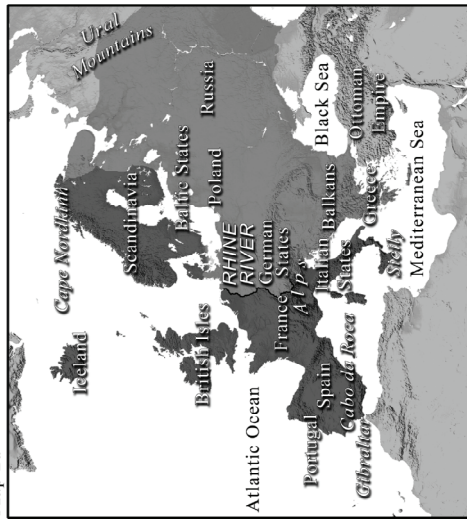 Ural
Mountains
Cape Nordkinn
Iceland
Scandinavia
Russia
Baltic States
British Isles
Poland
RHINE
RIVER
German
States
Atlantic Ocean
France
Alps
Black Sea
Balkans
Ottoman
Empire
Italian
States
Greece
Portugal
Spain
Cabo da Roca
Gibraltar
Sicily
Mediterranean Sea